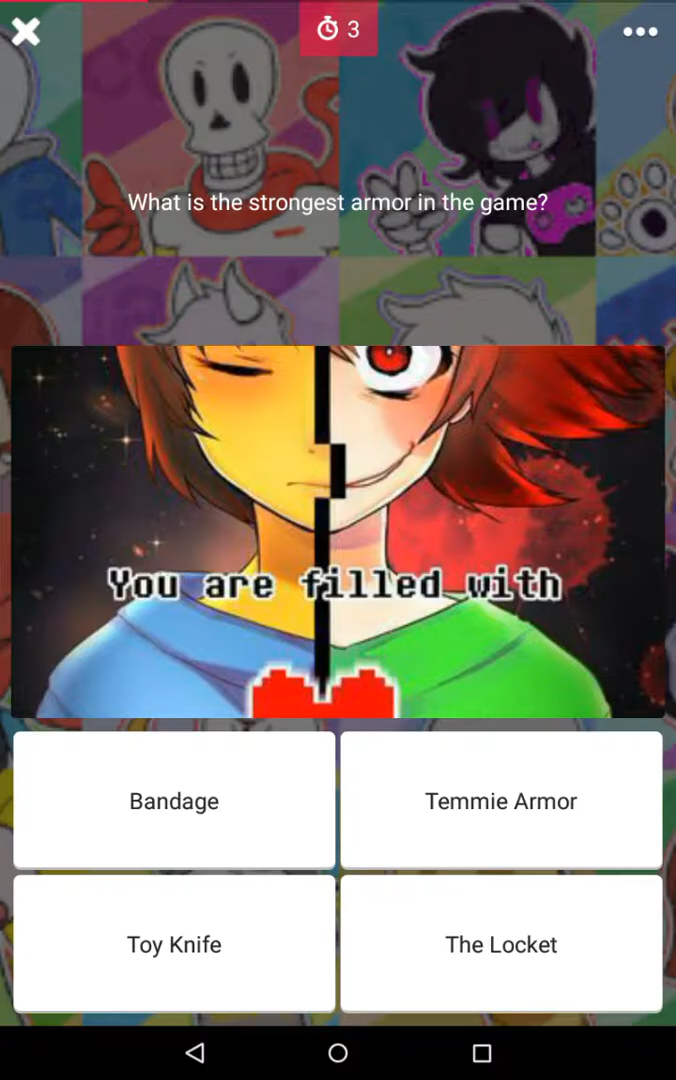 3
What is the strongest armor in the game?
You are filled with
Bandage
Temmie Armor
Toy Knife
The Locket